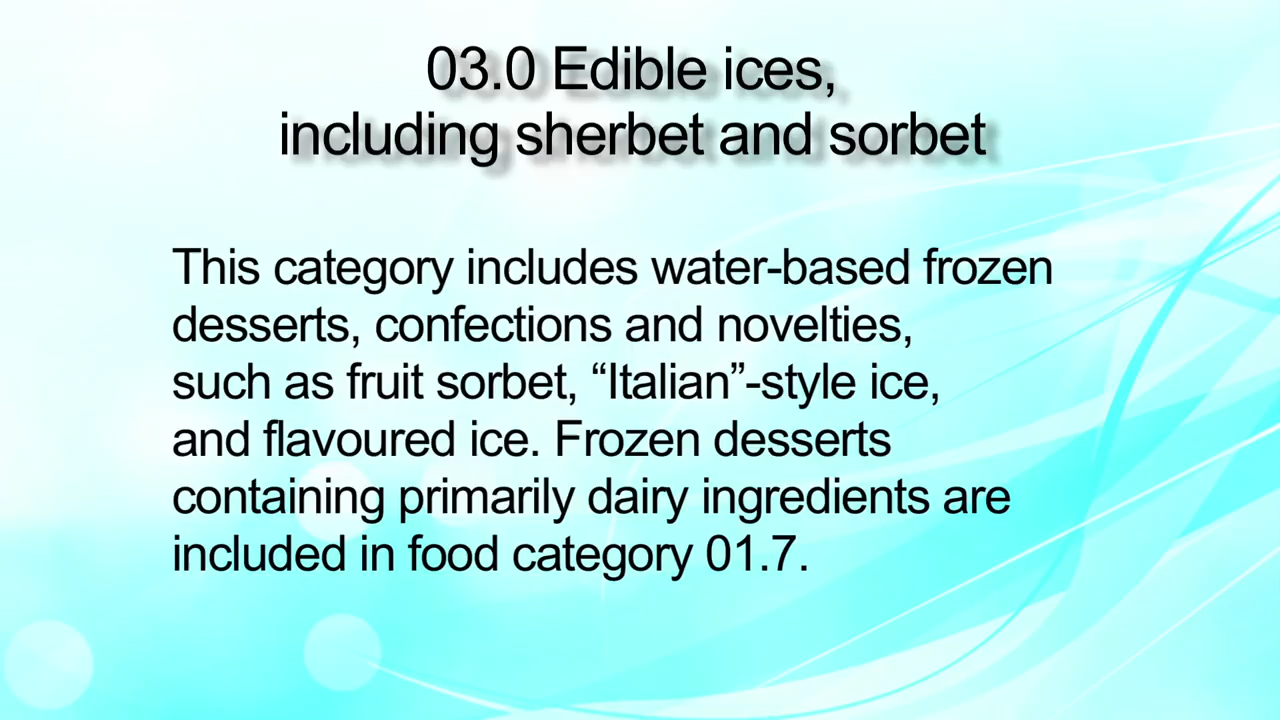 03.0 Edible ices,
including sherbet and sorbet
This category includes water-based frozen
desserts, confections and novelties,
such as fruit sorbet, “Italian”-style ice,
and flavoured ice. Frozen desserts
containing primarily dairy ingredients are
included in food category 01.7.